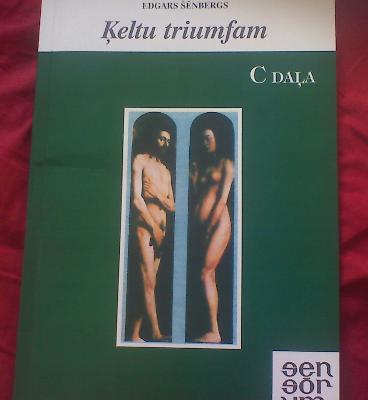 EDGARS ŠĒNBERGS
Ķeltu triumfam
C DAĻA